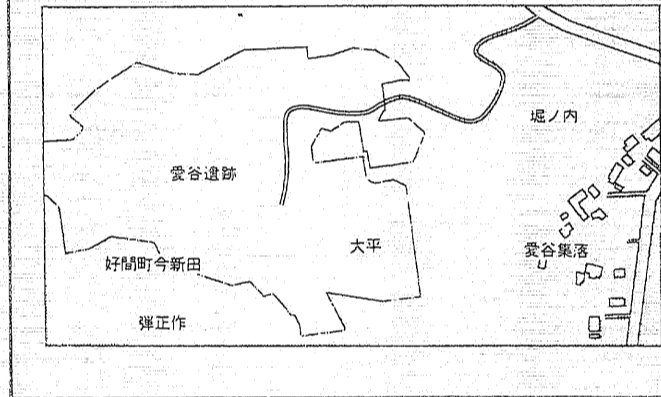 堀ノ内
愛谷遺跡
大平
愛谷集落
好間町今新田
弾正作